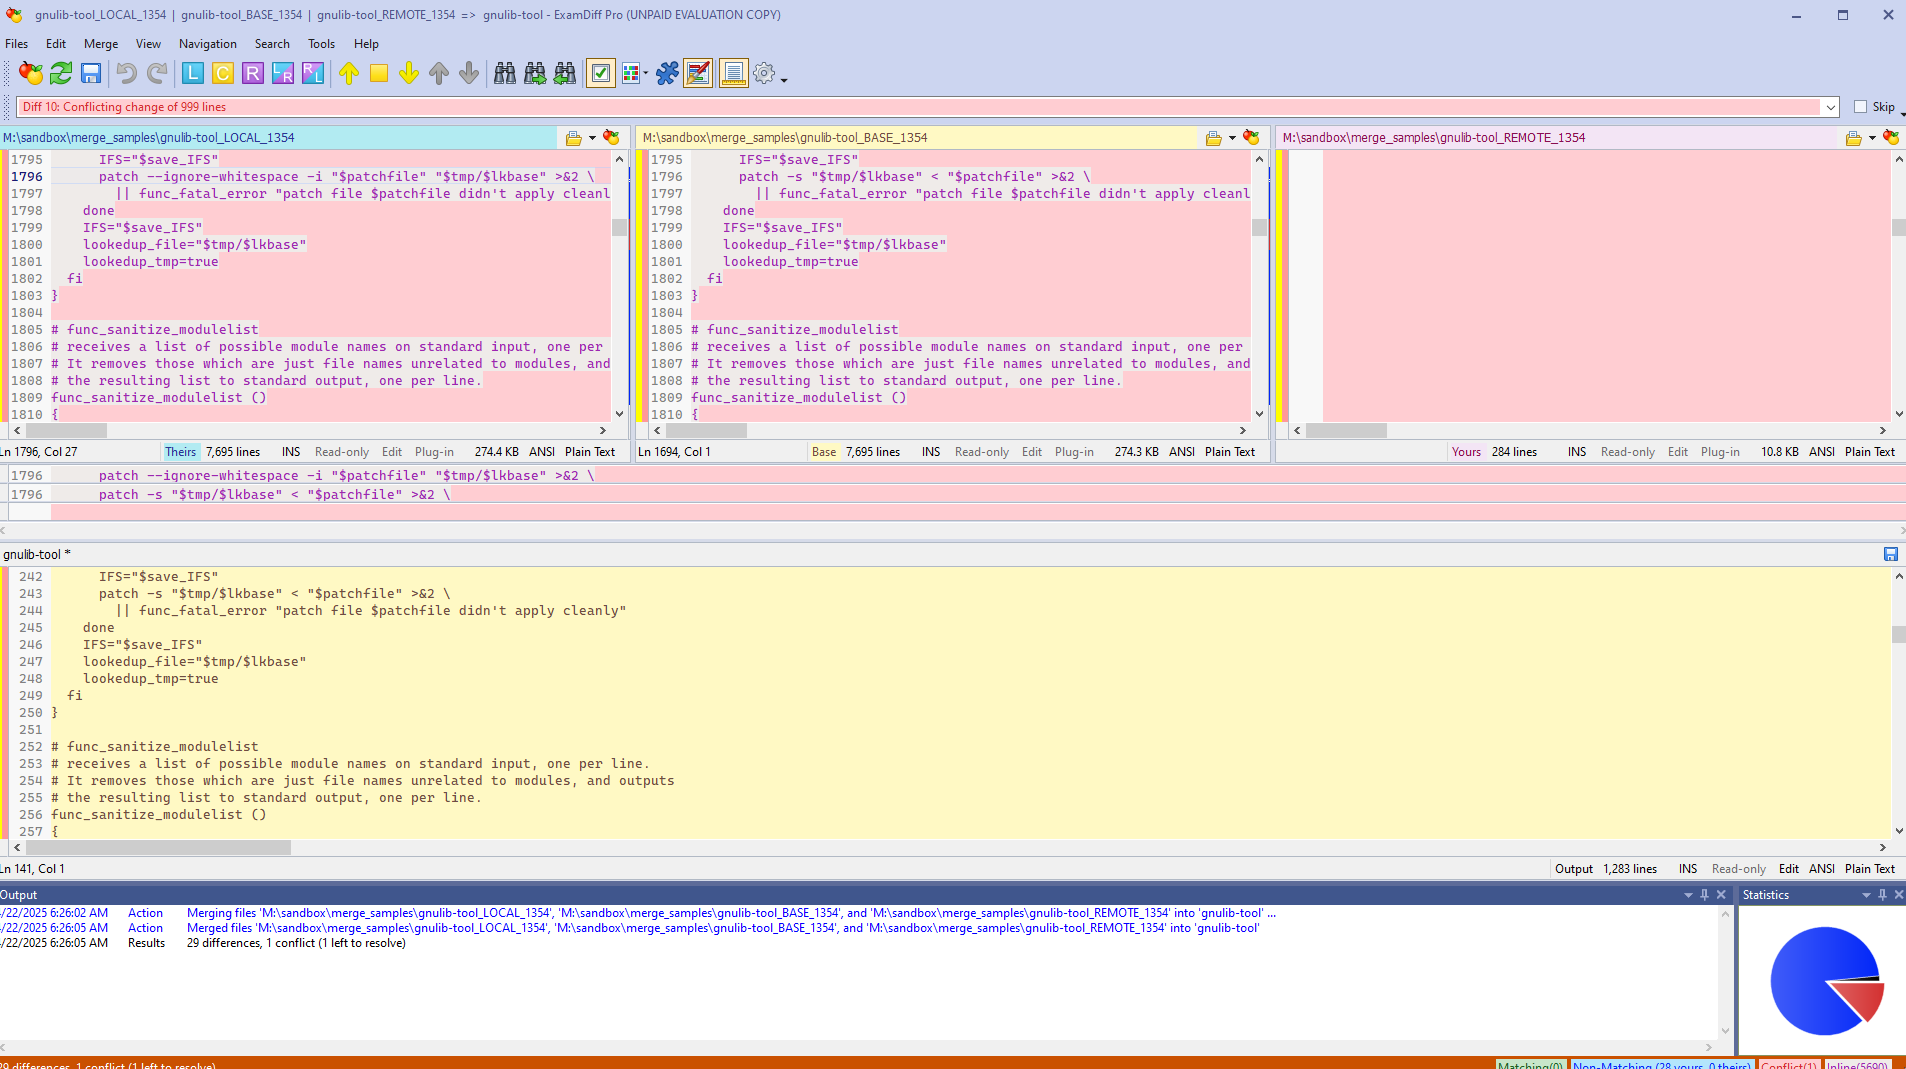 gnulib-tool_LOCAL_1354 | gnulib-tool_BASE_1354 | gnulib-tool_REMOTE_1354 => gnulib-tool - ExamDiff Pro (UNPAID EVALUATION COPY)
Files Edit Merge View Navigation Search Tools Help
L C R L R R L
Diff 10: Conflicting change of 999 lines
Skip
M:\sandbox\merge_samples\gnulib-tool_LOCAL_1354
1795 IFS="$save_IFS"
1796 patch --ignore-whitespace -i "$patchfile" "$tmp/$lkbase" >&2 \
1797 || func_fatal_error "patch file $patchfile didn't apply cleanl
1798 done
1799 IFS="$save_IFS"
1800 lookedup_file="$tmp/$lkbase"
1801 lookedup_tmp=true
1802 fi
1803 }
1804
1805 # func_sanitize_modulelist
1806 # receives a list of possible module names on standard input, one per
1807 # It removes those which are just file names unrelated to modules, and
1808 # the resulting list to standard output, one per line.
1809 func_sanitize_modulelist ()
1810 {
Ln 1796, Col 27 Theirs 7,695 lines INS Read-only Edit Plug-in 274.4 KB ANSI Plain Text
M:\sandbox\merge_samples\gnulib-tool_BASE_1354
1795 IFS="$save_IFS"
1796 patch -s "$tmp/$lkbase" < "$patchfile" >&2 \
1797 || func_fatal_error "patch file $patchfile didn't apply cleanl
1798 done
1799 IFS="$save_IFS"
1800 lookedup_file="$tmp/$lkbase"
1801 lookedup_tmp=true
1802 fi
1803 }
1804
1805 # func_sanitize_modulelist
1806 # receives a list of possible module names on standard input, one per
1807 # It removes those which are just file names unrelated to modules, and
1808 # the resulting list to standard output, one per line.
1809 func_sanitize_modulelist ()
1810 {
Ln 1694, Col 1 Base 7,695 lines INS Read-only Edit Plug-in 274.3 KB ANSI Plain Text
M:\sandbox\merge_samples\gnulib-tool_REMOTE_1354
Yours 284 lines INS Read-only Edit Plug-in 10.8 KB ANSI Plain Text
1796 patch --ignore-whitespace -i "$patchfile" "$tmp/$lkbase" >&2 \
1796 patch -s "$tmp/$lkbase" < "$patchfile" >&2 \
gnulib-tool *
242 IFS="$save_IFS"
243 patch -s "$tmp/$lkbase" < "$patchfile" >&2 \
244 || func_fatal_error "patch file $patchfile didn't apply cleanly"
245 done
246 IFS="$save_IFS"
247 lookedup_file="$tmp/$lkbase"
248 lookedup_tmp=true
249 fi
250 }
251
252 # func_sanitize_modulelist
253 # receives a list of possible module names on standard input, one per line.
254 # It removes those which are just file names unrelated to modules, and outputs
255 # the resulting list to standard output, one per line.
256 func_sanitize_modulelist ()
257 {
Ln 141, Col 1 Output 1,283 lines INS Read-only Edit ANSI Plain Text
Output
/22/2025 6:26:02 AM Action Merging files 'M:\sandbox\merge_samples\gnulib-tool_LOCAL_1354', 'M:\sandbox\merge_samples\gnulib-tool_BASE_1354', and 'M:\sandbox\merge_samples\gnulib-tool_REMOTE_1354' into 'gnulib-tool' ...
/22/2025 6:26:05 AM Action Merged files 'M:\sandbox\merge_samples\gnulib-tool_LOCAL_1354', 'M:\sandbox\merge_samples\gnulib-tool_BASE_1354', and 'M:\sandbox\merge_samples\gnulib-tool_REMOTE_1354' into 'gnulib-tool'
/22/2025 6:26:05 AM Results 29 differences, 1 conflict (1 left to resolve)
Statistics
29 differences, 1 conflict (1 left to resolve) Matching(0) Non-Matching (28 yours, 0 theirs) Conflict(1) Inline(5690)